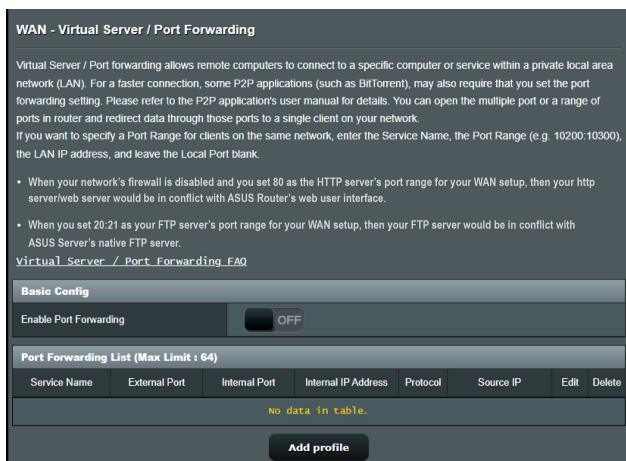 WAN - Virtual Server / Port Forwarding
Virtual Server / Port forwarding allows remote computers to connect to a specific computer or service within a private local area
network (LAN). For a faster connection, some P2P applications (such as BitTorrent), may also require that you set the port
forwarding setting. Please refer to the P2P application's user manual for details. You can open the multiple port or a range of
ports in router and redirect data through those ports to a single client on your network.
If you want to specify a Port Range for clients on the same network, enter the Service Name, the Port Range (e.g. 10200:10300),
the LAN IP address, and leave the Local Port blank.
• When your network's firewall is disabled and you set 80 as the HTTP server's port range for your WAN setup, then your http
server/web server would be in conflict with ASUS Router's web user interface.
• When you set 20:21 as your FTP server's port range for your WAN setup, then your FTP server would be in conflict with
ASUS Server's native FTP server.
Virtual Server / Port Forwarding FAQ
Basic Config
Enable Port Forwarding OFF
Port Forwarding List (Max Limit : 64)
Service Name External Port Internal Port Internal IP Address Protocol Source IP Edit Delete
No data in table.
Add profile